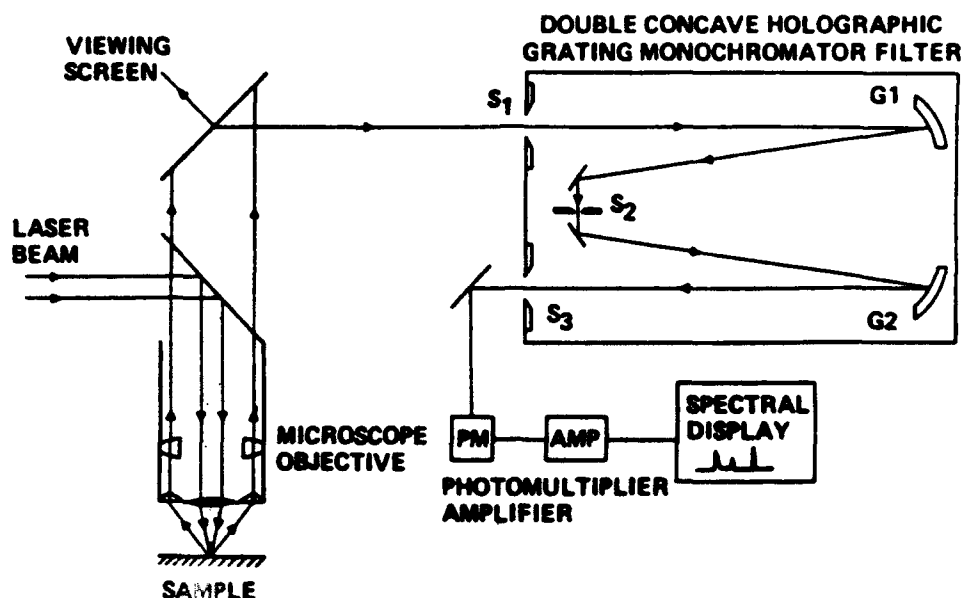 DOUBLE CONCAVE HOLOGRAPHIC
GRATING MONOCHROMATOR FILTER
VIEWING
SCREEN
S1
G1
S2
LASER
BEAM
S3
G2
MICROSCOPE
OBJECTIVE
PM
AMP
SPECTRAL
DISPLAY
PHOTOMULTIPLIER
AMPLIFIER
SAMPLE